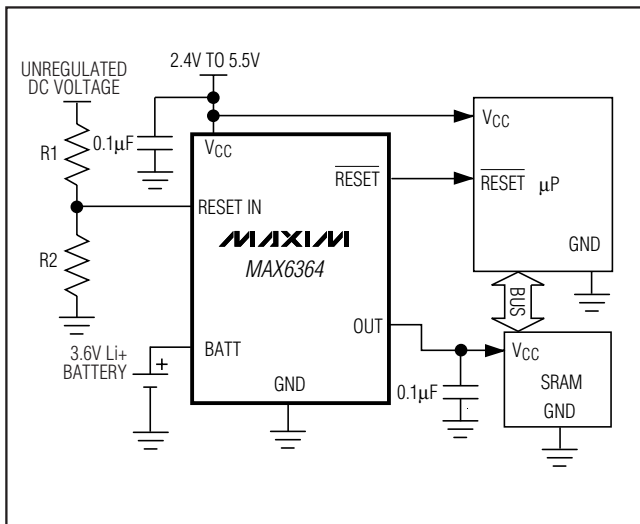 2.4V TO 5.5V
UNREGULATED
DC VOLTAGE
R1
0.1µF
VCC
VCC
RESET
RESET µP
RESET IN
MAXIM
MAX6364
R2
GND
BUS
OUT
3.6V Li+
BATTERY
+
BATT
VCC
SRAM
0.1µF
GND
GND